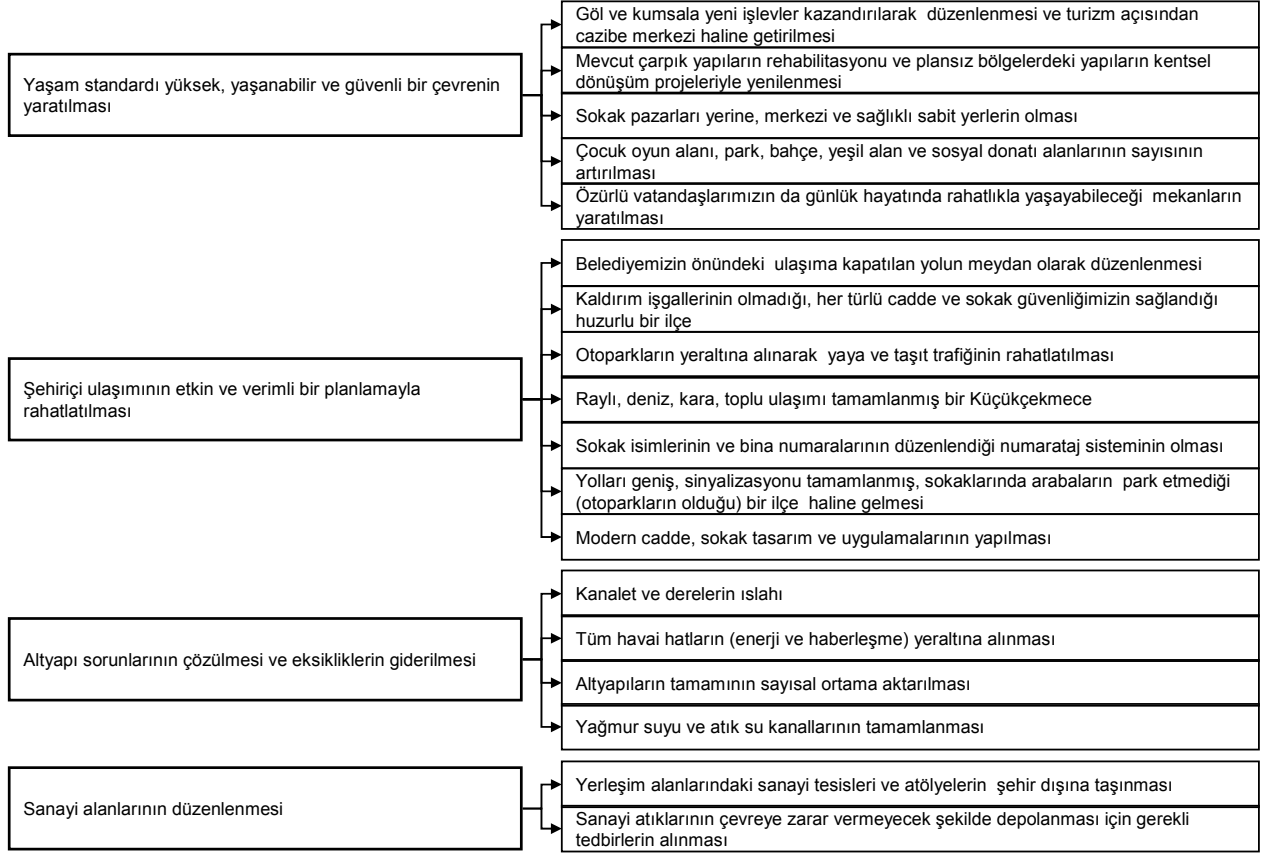 Yaşam standardı yüksek, yaşanabilir ve güvenli bir çevrenin
yaratılması
Göl ve kumsala yeni işlevler kazandırılarak düzenlenmesi ve turizm açısından
cazibe merkezi haline getirilmesi
Mevcut çarpık yapıların rehabilitasyonu ve plansız bölgelerdeki yapıların kentsel
dönüşüm projeleriyle yenilenmesi
Sokak pazarları yerine, merkezi ve sağlıklı sabit yerlerin olması
Çocuk oyun alanı, park, bahçe, yeşil alan ve sosyal donatı alanlarının sayısının
artırılması
Özürlü vatandaşlarımızın da günlük hayatında rahatlıkla yaşayabileceği mekanların
yaratılması
Şehiriçi ulaşımının etkin ve verimli bir planlamayla
rahatlatılması
Belediyemizin önündeki ulaşıma kapatılan yolun meydan olarak düzenlenmesi
Kaldırım işgallerinin olmadığı, her türlü cadde ve sokak güvenliğimizin sağlandığı
huzurlu bir ilçe
Otoparkların yeraltına alınarak yaya ve taşıt trafiğinin rahatlatılması
Raylı, deniz, kara, toplu ulaşımı tamamlanmış bir Küçükçekmece
Sokak isimlerinin ve bina numaralarının düzenlendiği numarataj sisteminin olması
Yolları geniş, sinyalizasyonu tamamlanmış, sokaklarında arabaların park etmediği
(otoparkların olduğu) bir ilçe haline gelmesi
Modern cadde, sokak tasarım ve uygulamalarının yapılması
Altyapı sorunlarının çözülmesi ve eksikliklerin giderilmesi
Kanalet ve derelerin ıslahı
Tüm havai hatların (enerji ve haberleşme) yeraltına alınması
Altyapıların tamamının sayısal ortama aktarılması
Yağmur suyu ve atık su kanallarının tamamlanması
Sanayi alanlarının düzenlenmesi
Yerleşim alanlarındaki sanayi tesisleri ve atölyelerin şehir dışına taşınması
Sanayi atıklarının çevreye zarar vermeyecek şekilde depolanması için gerekli
tedbirlerin alınması